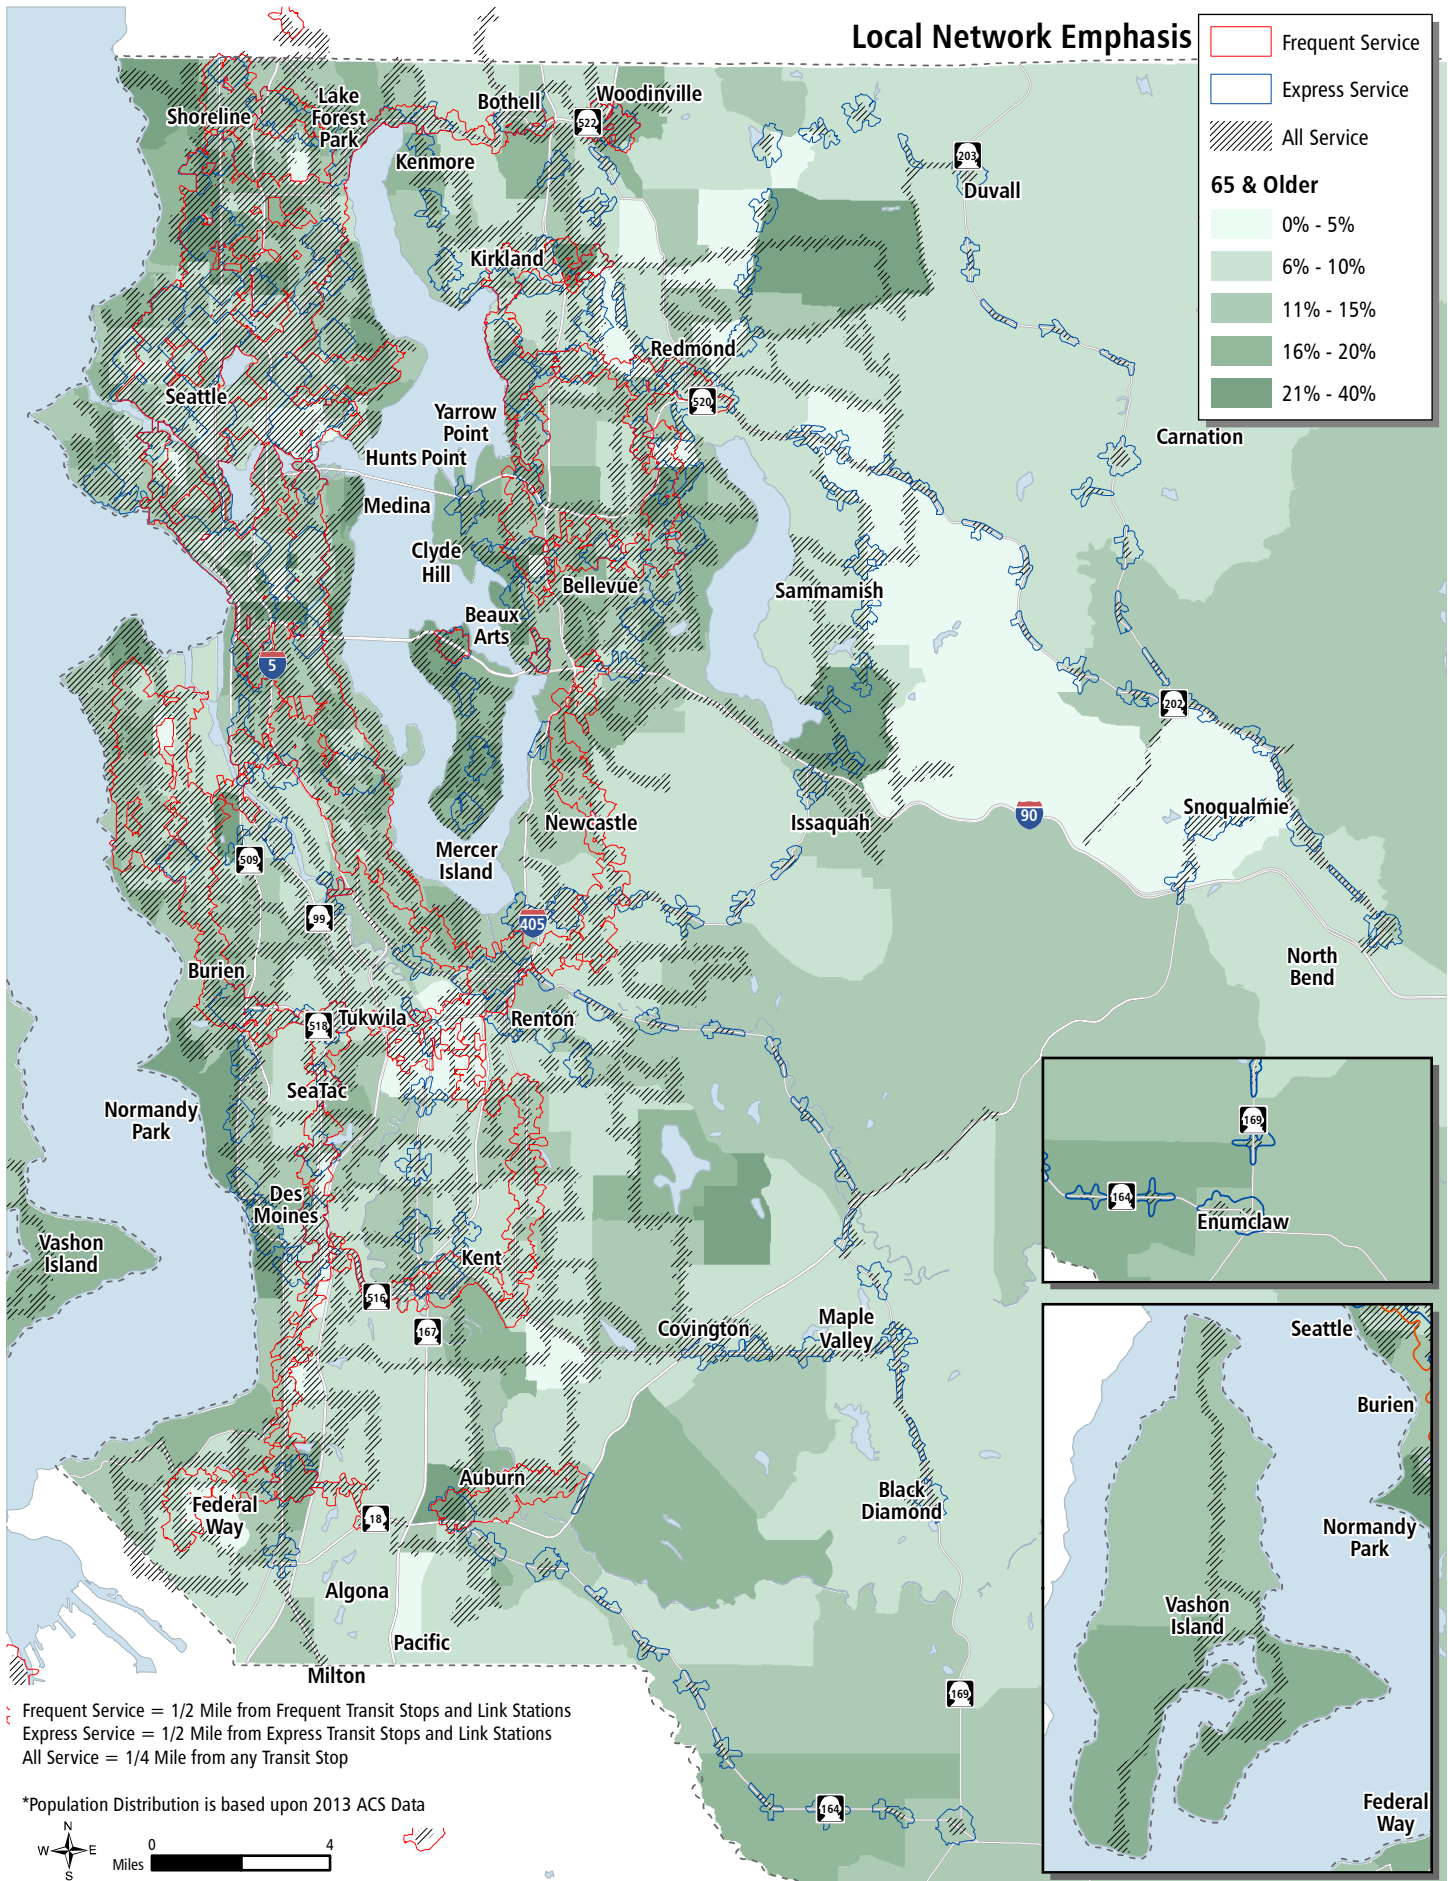 Local Network Emphasis
Frequent Service
Express Service
All Service
65 & Older
0% - 5%
6% - 10%
11% - 15%
16% - 20%
21% - 40%
Shoreline
Lake
Forest
Park
Bothell
Woodinville
522
Kenmore
203
Duvall
Kirkland
Redmond
Seattle
520
Yarrow
Point
Hunts Point
Carnation
Medina
Clyde
Hill
Bellevue
Sammamish
Beaux
Arts
5
202
Newcastle
Issaquah
90
Snoqualmie
Mercer
Island
509
99
405
North
Bend
Burien
518
Tukwila
Renton
SeaTac
Normandy
Park
169
Des
Moines
164
Enumclaw
Vashon
Island
Kent
516
167
Covington
Maple
Valley
Seattle
Burien
Auburn
Black
Diamond
Federal
Way
18
Normandy
Park
Algona
Vashon
Island
Pacific
Milton
169
Frequent Service = 1/2 Mile from Frequent Transit Stops and Link Stations
Express Service = 1/2 Mile from Express Transit Stops and Link Stations
All Service = 1/4 Mile from any Transit Stop
*Population Distribution is based upon 2013 ACS Data
164
Federal
Way
N
W
E
S
0
4
Miles